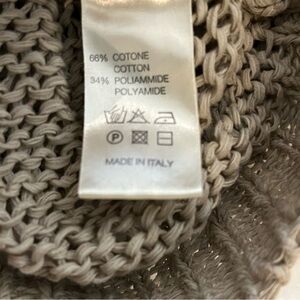 66% COTONE
COTTON
34% POLIAMMIDE
POLYAMIDE
P
MADE IN ITALY